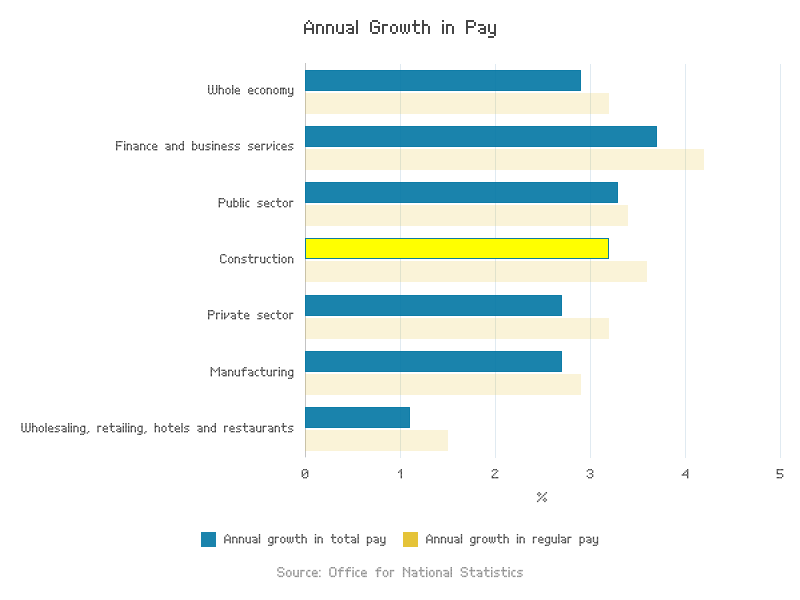 Annual Growth in Pay
Whole economy
Finance and business services
Public sector
Construction
Private sector
Manufacturing
Wholesaling, retailing, hotels and restaurants
0 1 2 3 4 5
%
Annual growth in total pay Annual growth in regular pay
Source: Office for National Statistics